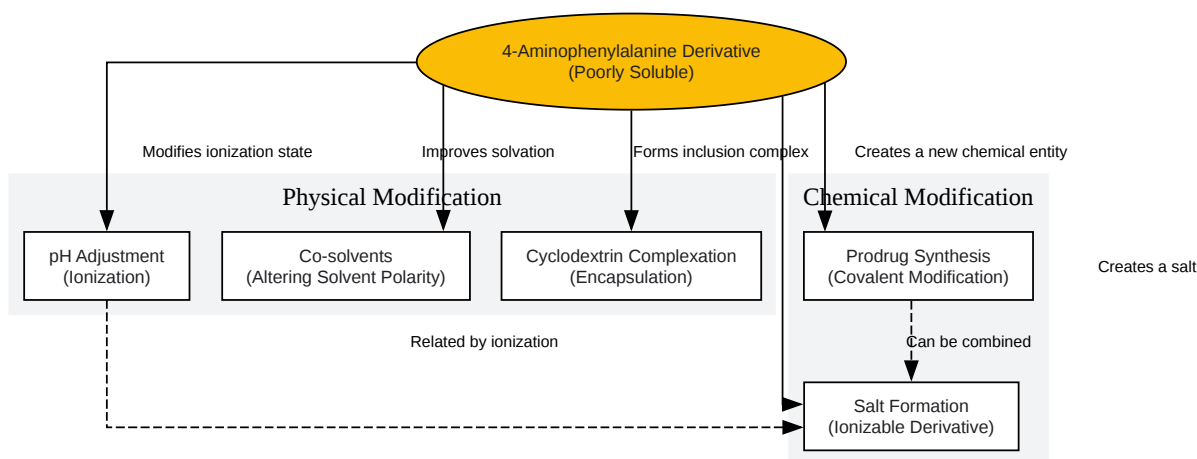 4-Aminophenylalanine Derivative
(Poorly Soluble)
Modifies ionization state
Improves solvation
Forms inclusion complex
Creates a new chemical entity
Physical Modification
Chemical Modification
pH Adjustment
(Ionization)
Co-solvents
(Altering Solvent Polarity)
Cyclodextrin Complexation
(Encapsulation)
Prodrug Synthesis
(Covalent Modification)
Creates a salt
Related by ionization
Can be combined
Salt Formation
(Ionizable Derivative)